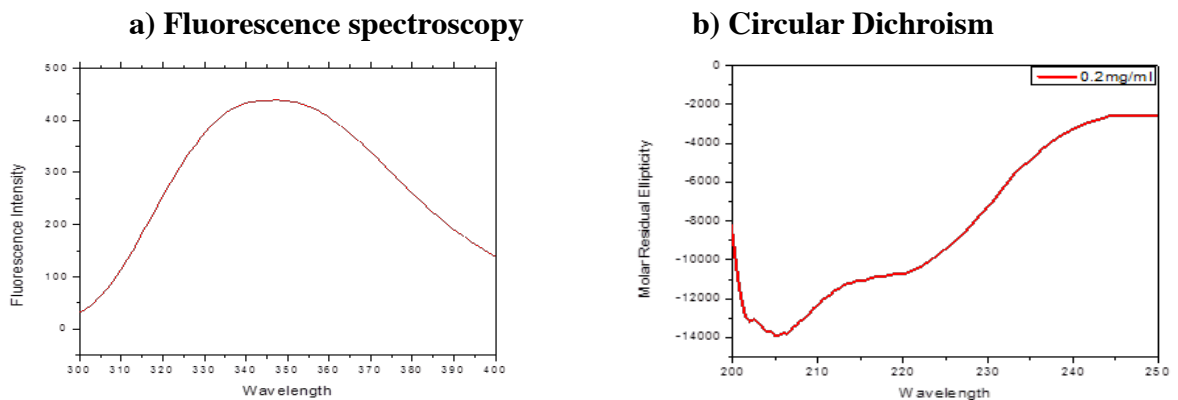 a) Fluorescence spectroscopy
b) Circular Dichroism
500
400
300
200
100
0
Fluorescence Intensity
300 310 320 330 340 350 360 370 380 390 400
Wavelength
0.2mg/ml
0
-2000
-4000
-6000
-8000
-10000
-12000
-14000
Molar Residual Ellipticity
200 210 220 230 240 250
Wavelength